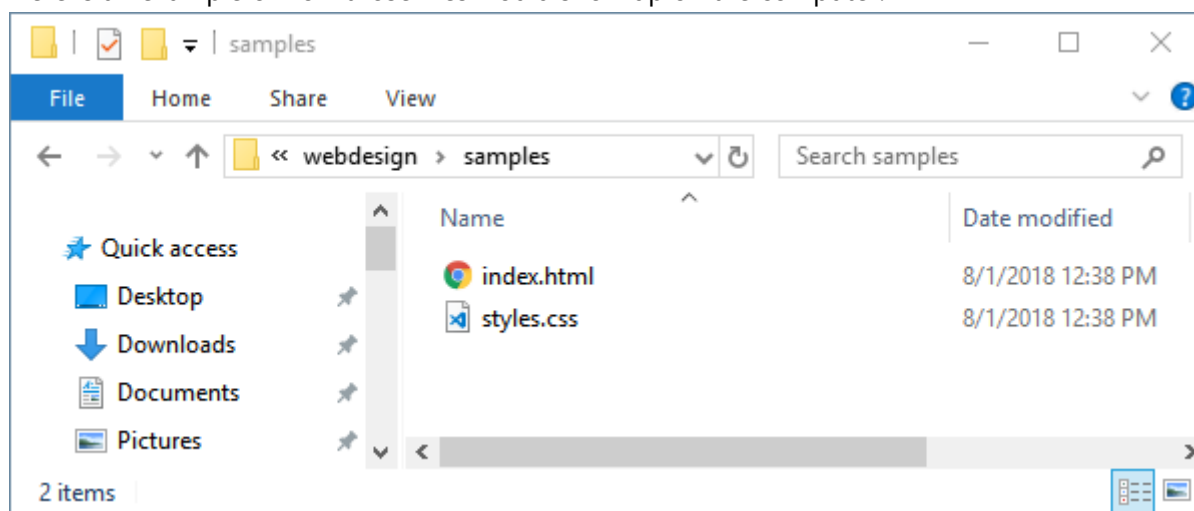 samples
File Home Share View ?
« webdesign › samples Search samples
Name Date modified
Quick access
index.html 8/1/2018 12:38 PM
Desktop
styles.css 8/1/2018 12:38 PM
Downloads
Documents
Pictures
2 items